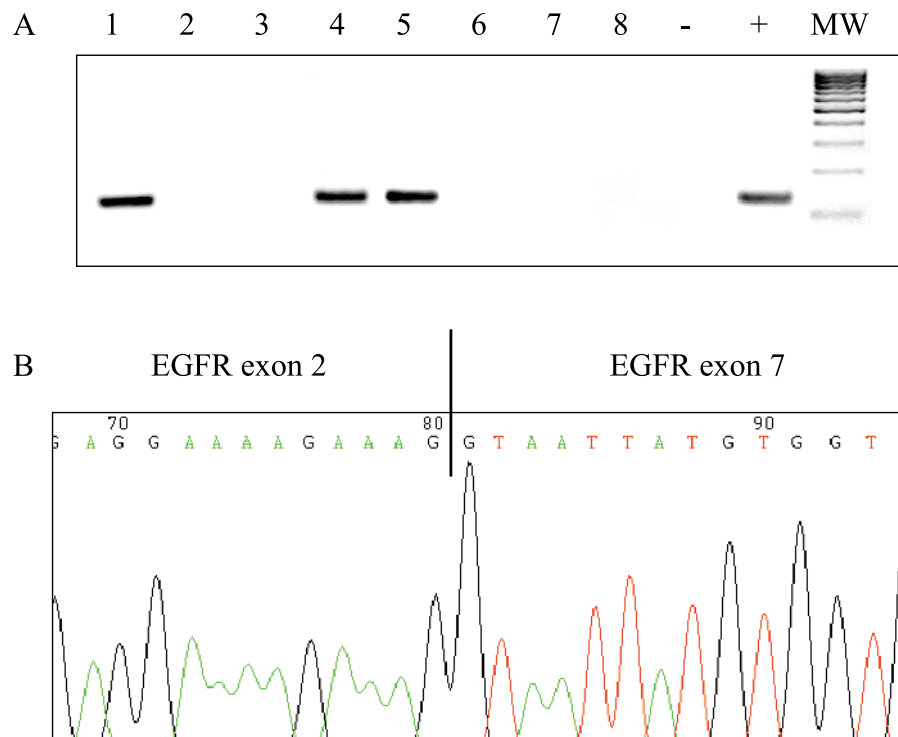 A 1 2 3 4 5 6 7 8 - + MW
B EGFR exon 2 EGFR exon 7
70 80 90
G A G G A A A A G A A A G G T A A T T A T G T G G T